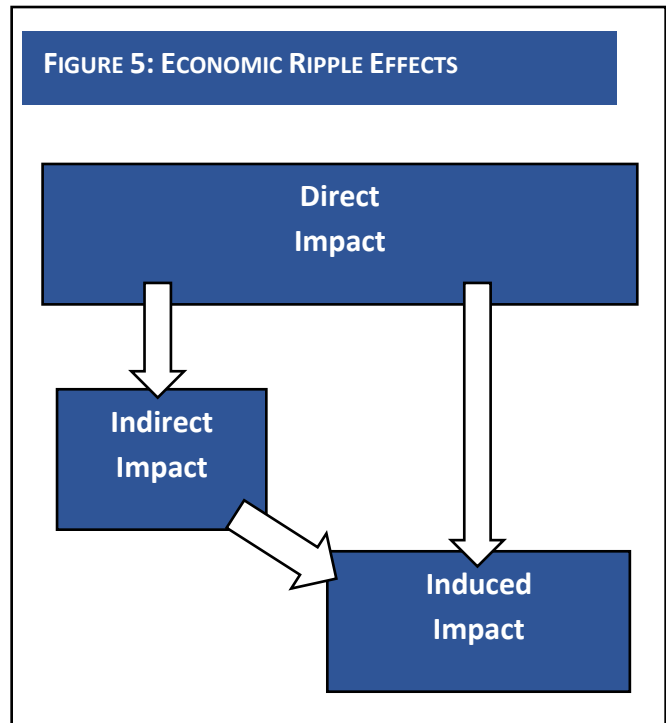 FIGURE 5: ECONOMIC RIPPLE EFFECTS
Direct
Impact
Indirect
Impact
Induced
Impact